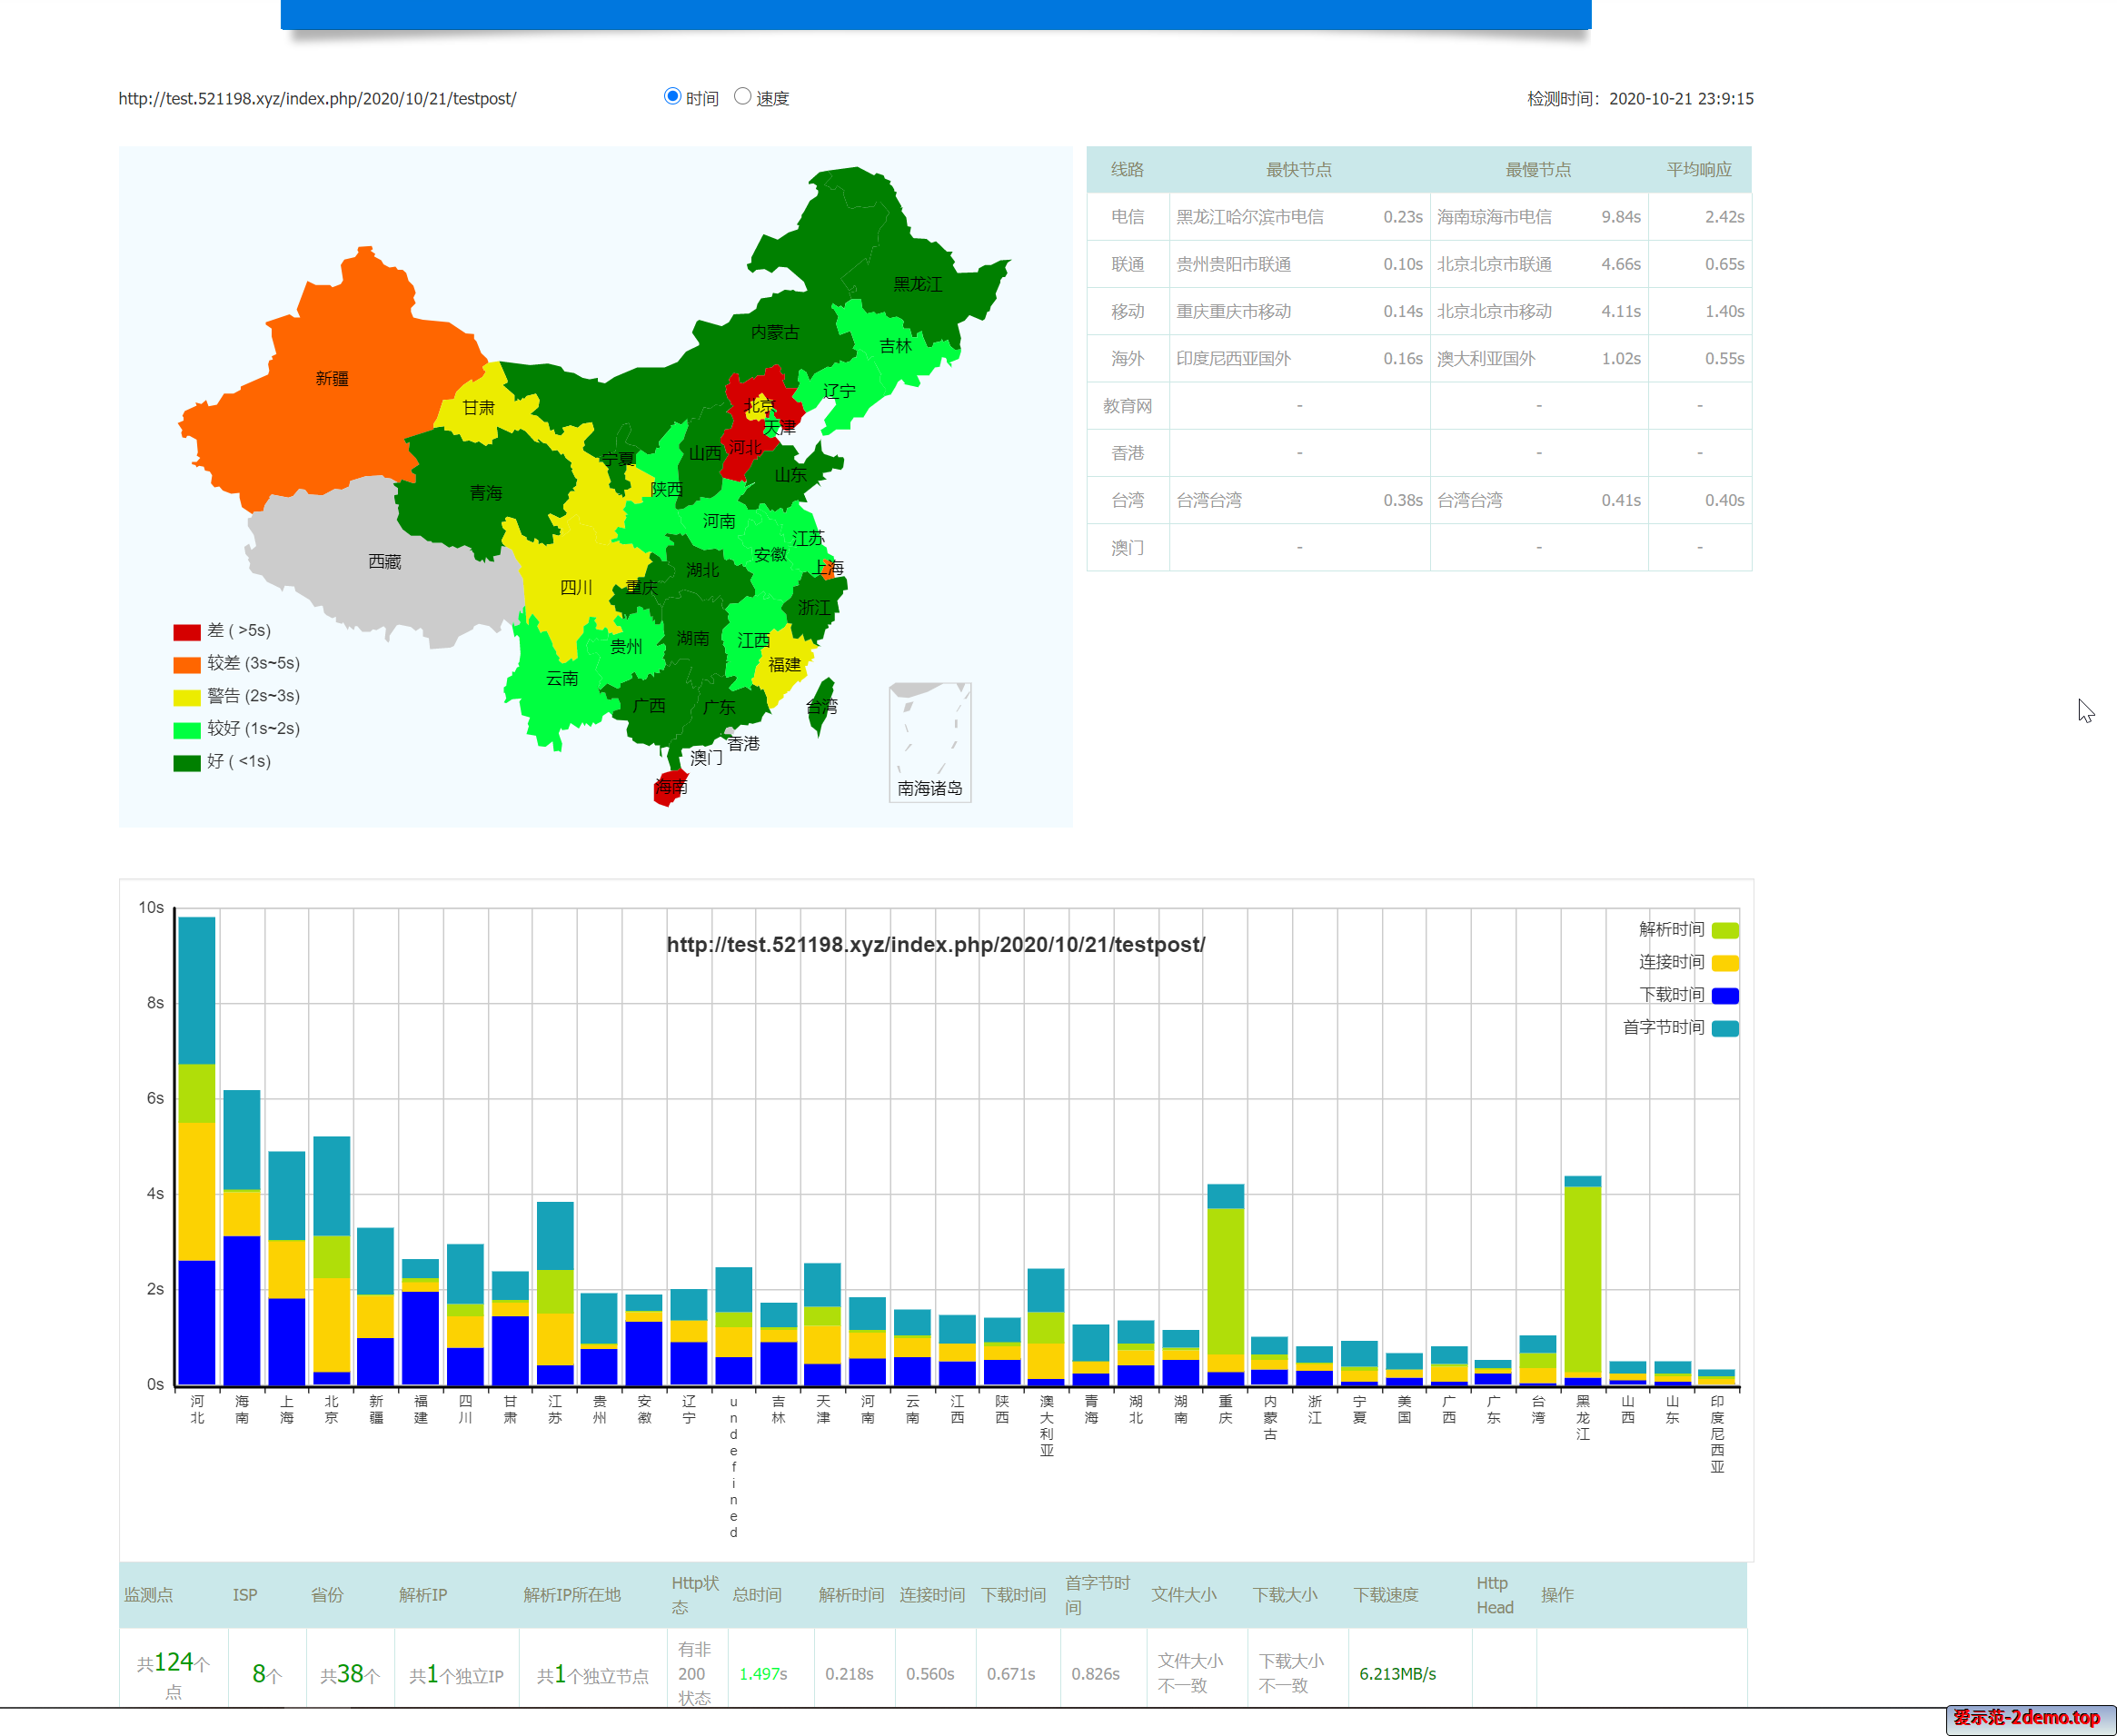 http://test.521198.xyz/index.php/2020/10/21/testpost/ 时间 速度 检测时间：2020-10-21 23:9:15
黑龙江
内蒙古
吉林
新疆
辽宁
甘肃
北京
天津
河北
山西
宁夏
山东
陕西
青海
河南
江苏
安徽
西藏
上海
湖北
四川
重庆
浙江
湖南
江西
贵州
福建
云南
广西
广东
台湾
香港
澳门
海南
南海诸岛
差 ( >5s)
较差 (3s~5s)
警告 (2s~3s)
较好 (1s~2s)
好 ( <1s)
线路 最快节点 最慢节点 平均响应
电信 黑龙江哈尔滨市电信 0.23s 海南琼海市电信 9.84s 2.42s
联通 贵州贵阳市联通 0.10s 北京北京市联通 4.66s 0.65s
移动 重庆重庆市移动 0.14s 北京北京市移动 4.11s 1.40s
海外 印度尼西亚国外 0.16s 澳大利亚国外 1.02s 0.55s
教育网 - - -
香港 - - -
台湾 台湾台湾 0.38s 台湾台湾 0.41s 0.40s
澳门 - - -
http://test.521198.xyz/index.php/2020/10/21/testpost/
解析时间
连接时间
下载时间
首字节时间
10s
8s
6s
4s
2s
0s
河北 海南 上海 北京 新疆 福建 四川 甘肃 江苏 贵州 安徽 辽宁 undefined 吉林 天津 河南 云南 江西 陕西 澳大利亚 青海 湖北 湖南 重庆 内蒙古 浙江 宁夏 美国 广西 广东 台湾 黑龙江 山西 山东 印度尼西亚
监测点 ISP 省份 解析IP 解析IP所在地 Http状态 总时间 解析时间 连接时间 下载时间 首字节时间 文件大小 下载大小 下载速度 Http Head 操作
共124个点 8个 共38个 共1个独立IP 共1个独立节点 有非200状态 1.497s 0.218s 0.560s 0.671s 0.826s 文件大小不一致 下载大小不一致 6.213MB/s
爱示范-2demo.top